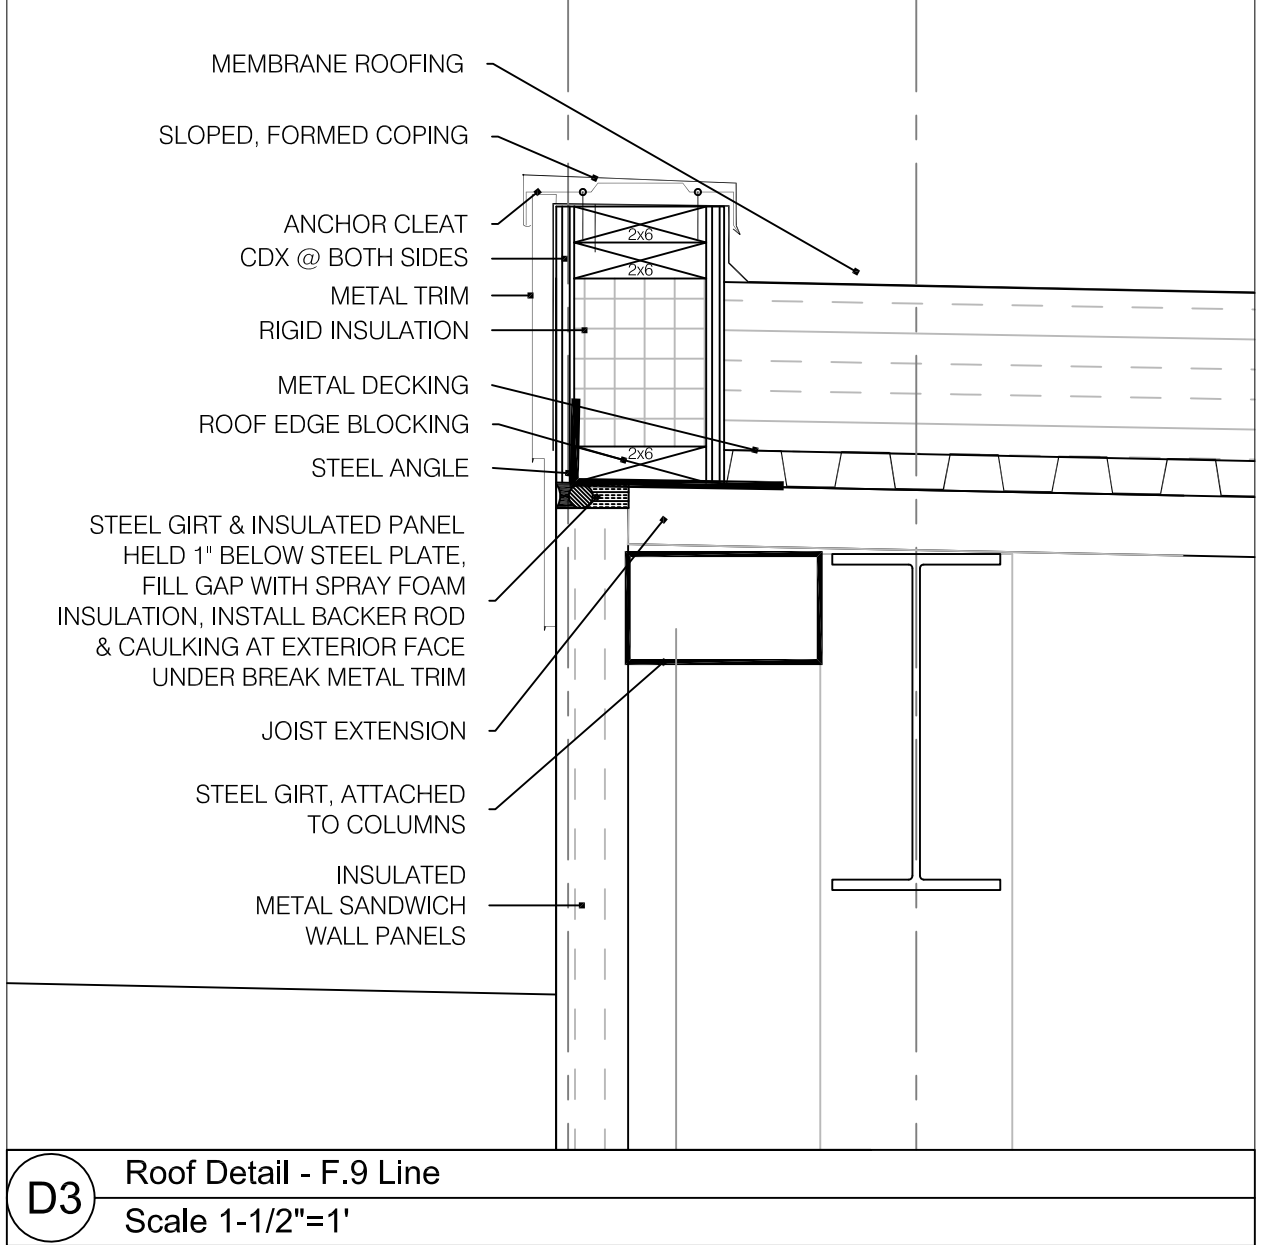 MEMBRANE ROOFING
SLOPED, FORMED COPING
ANCHOR CLEAT
CDX @ BOTH SIDES
METAL TRIM
RIGID INSULATION
METAL DECKING
ROOF EDGE BLOCKING
STEEL ANGLE
STEEL GIRT & INSULATED PANEL
HELD 1" BELOW STEEL PLATE,
FILL GAP WITH SPRAY FOAM
INSULATION, INSTALL BACKER ROD
& CAULKING AT EXTERIOR FACE
UNDER BREAK METAL TRIM
JOIST EXTENSION
STEEL GIRT, ATTACHED
TO COLUMNS
INSULATED
METAL SANDWICH
WALL PANELS
2x6
2x6
2x6
D3
Roof Detail - F.9 Line
Scale 1-1/2"=1'